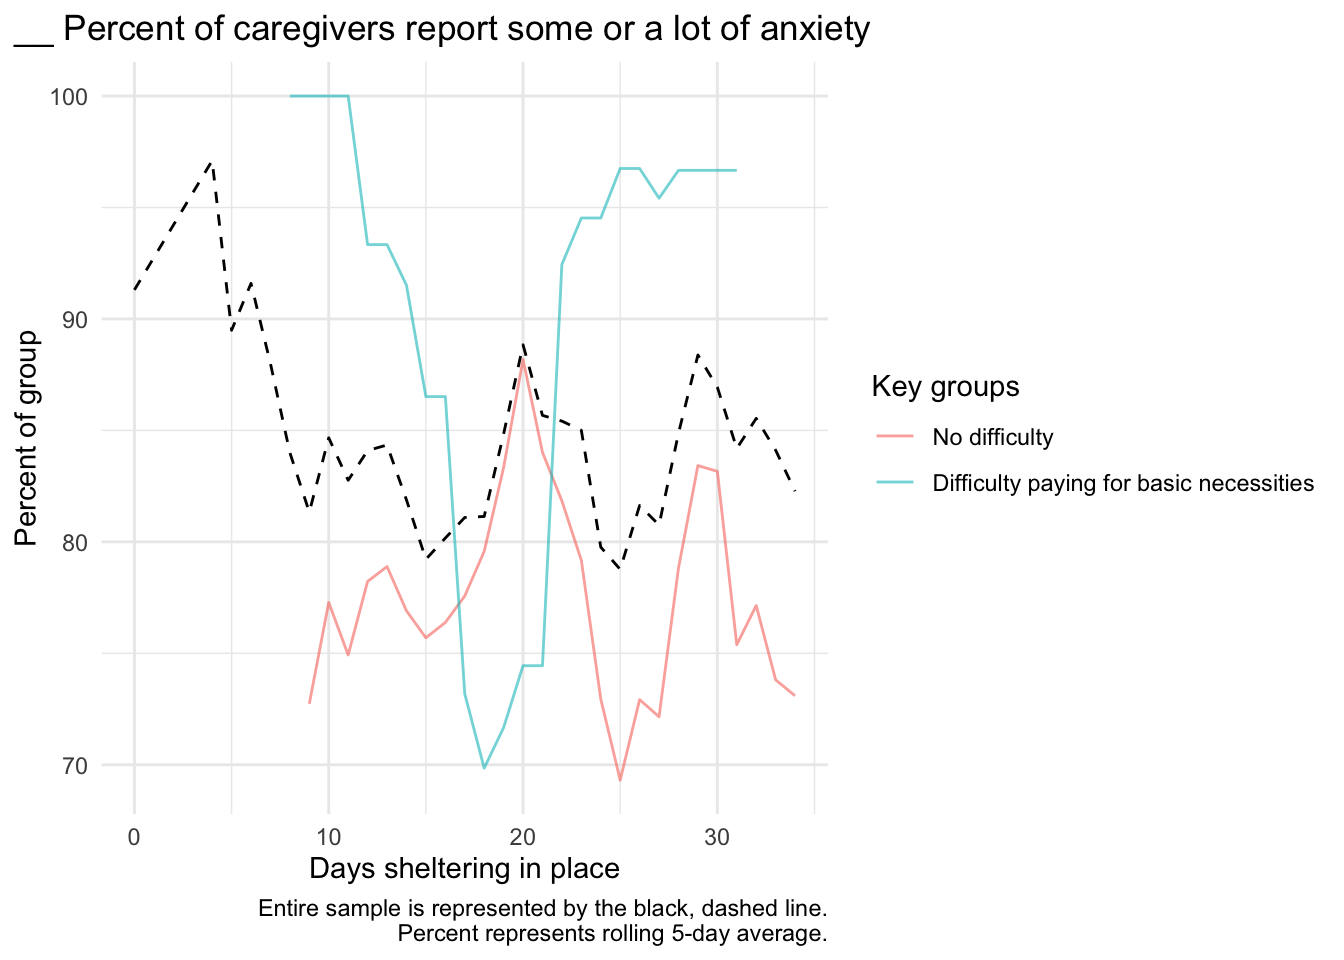 __ Percent of caregivers report some or a lot of anxiety
100
90
80
70
Percent of group
0 10 20 30
Days sheltering in place
Key groups
No difficulty
Difficulty paying for basic necessities
Entire sample is represented by the black, dashed line.
Percent represents rolling 5-day average.